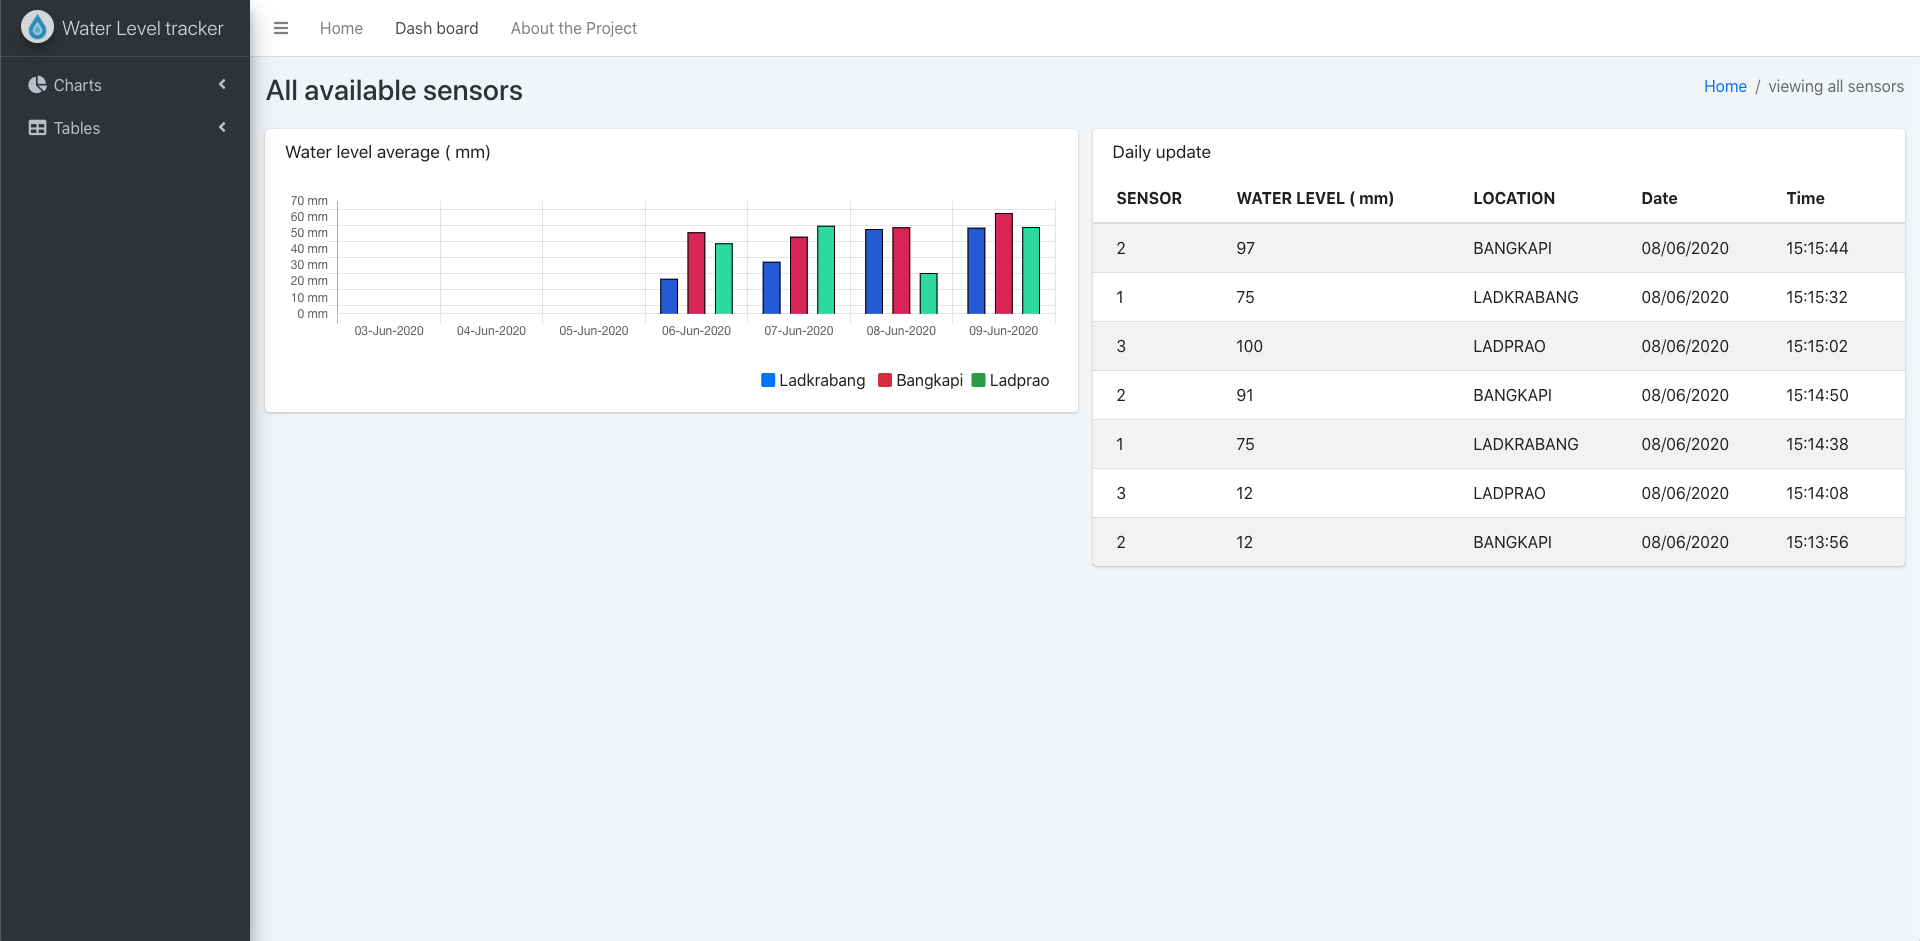 Water Level tracker
Home Dash board About the Project
Charts
Tables
All available sensors
Home / viewing all sensors
Water level average ( mm)
70 mm
60 mm
50 mm
40 mm
30 mm
20 mm
10 mm
0 mm
03-Jun-2020 04-Jun-2020 05-Jun-2020 06-Jun-2020 07-Jun-2020 08-Jun-2020 09-Jun-2020
Ladkrabang Bangkapi Ladprao
Daily update
SENSOR WATER LEVEL ( mm) LOCATION Date Time
2 97 BANGKAPI 08/06/2020 15:15:44
1 75 LADKRABANG 08/06/2020 15:15:32
3 100 LADPRAO 08/06/2020 15:15:02
2 91 BANGKAPI 08/06/2020 15:14:50
1 75 LADKRABANG 08/06/2020 15:14:38
3 12 LADPRAO 08/06/2020 15:14:08
2 12 BANGKAPI 08/06/2020 15:13:56